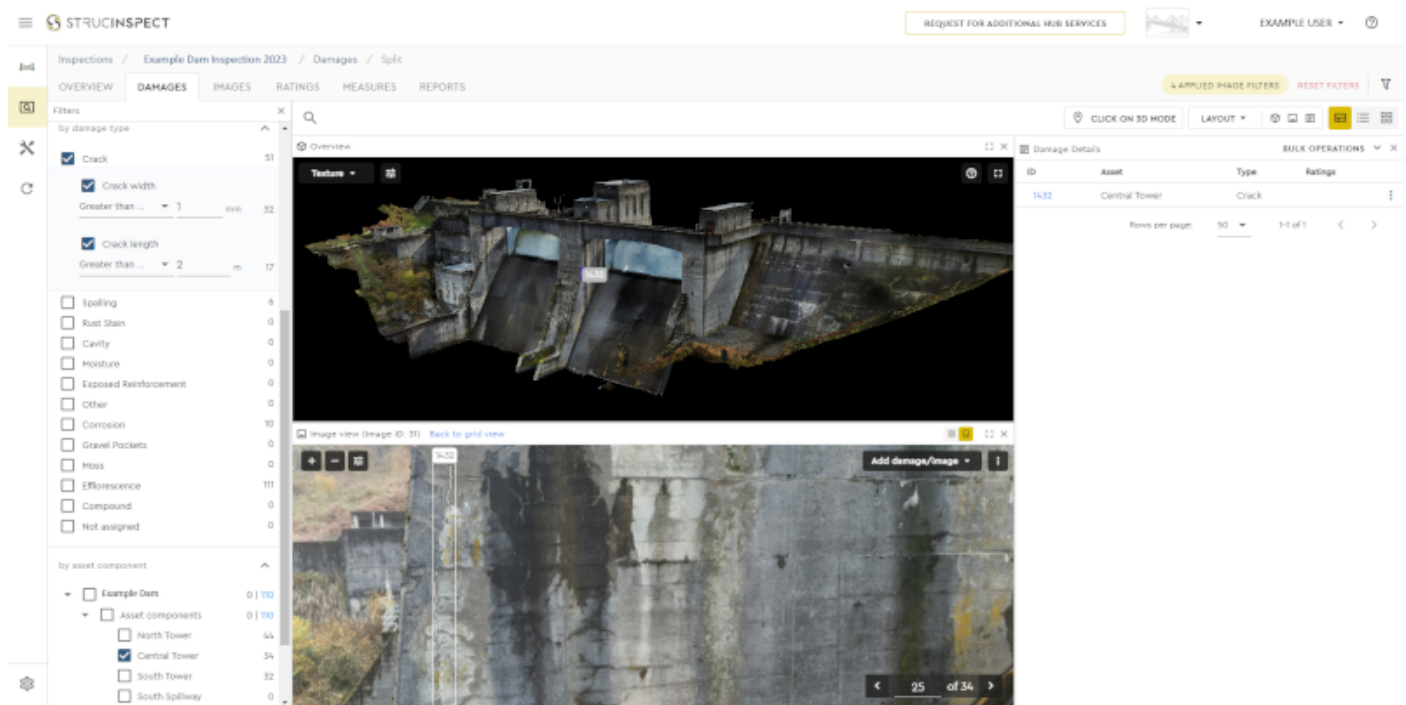 STRUCINSPECT
REQUEST FOR ADDITIONAL HUB SERVICES
EXAMPLE USER
Inspections / Example Dam Inspection 2023 / Damages / Split
OVERVIEW DAMAGES IMAGES RATINGS MEASURES REPORTS
4 APPLIED IMAGE FILTERS RESET FILTERS
Filters
by damage type
Crack 51
Crack width
Greater than ... 1 mm 32
Crack length
Greater than ... 2 m 17
Spalling 6
Rust Stain 0
Cavity 0
Moisture 0
Exposed Reinforcement 0
Other 0
Corrosion 10
Gravel Pockets 0
Moss 0
Efflorescence 111
Compound 0
Not assigned 0
by asset component
Example Dam 0 | 110
Asset components 0 | 110
North Tower 44
Central Tower 34
South Tower 32
South Spillway 0
CLICK ON 3D MODE LAYOUT
Overview
Texture
1432
Image view (Image ID: 31) Back to grid view
1432
Add damage/image
25 of 34
Damage Details BULK OPERATIONS
ID Asset Type Ratings
1432 Central Tower Crack
Rows per page: 50 1-1 of 1